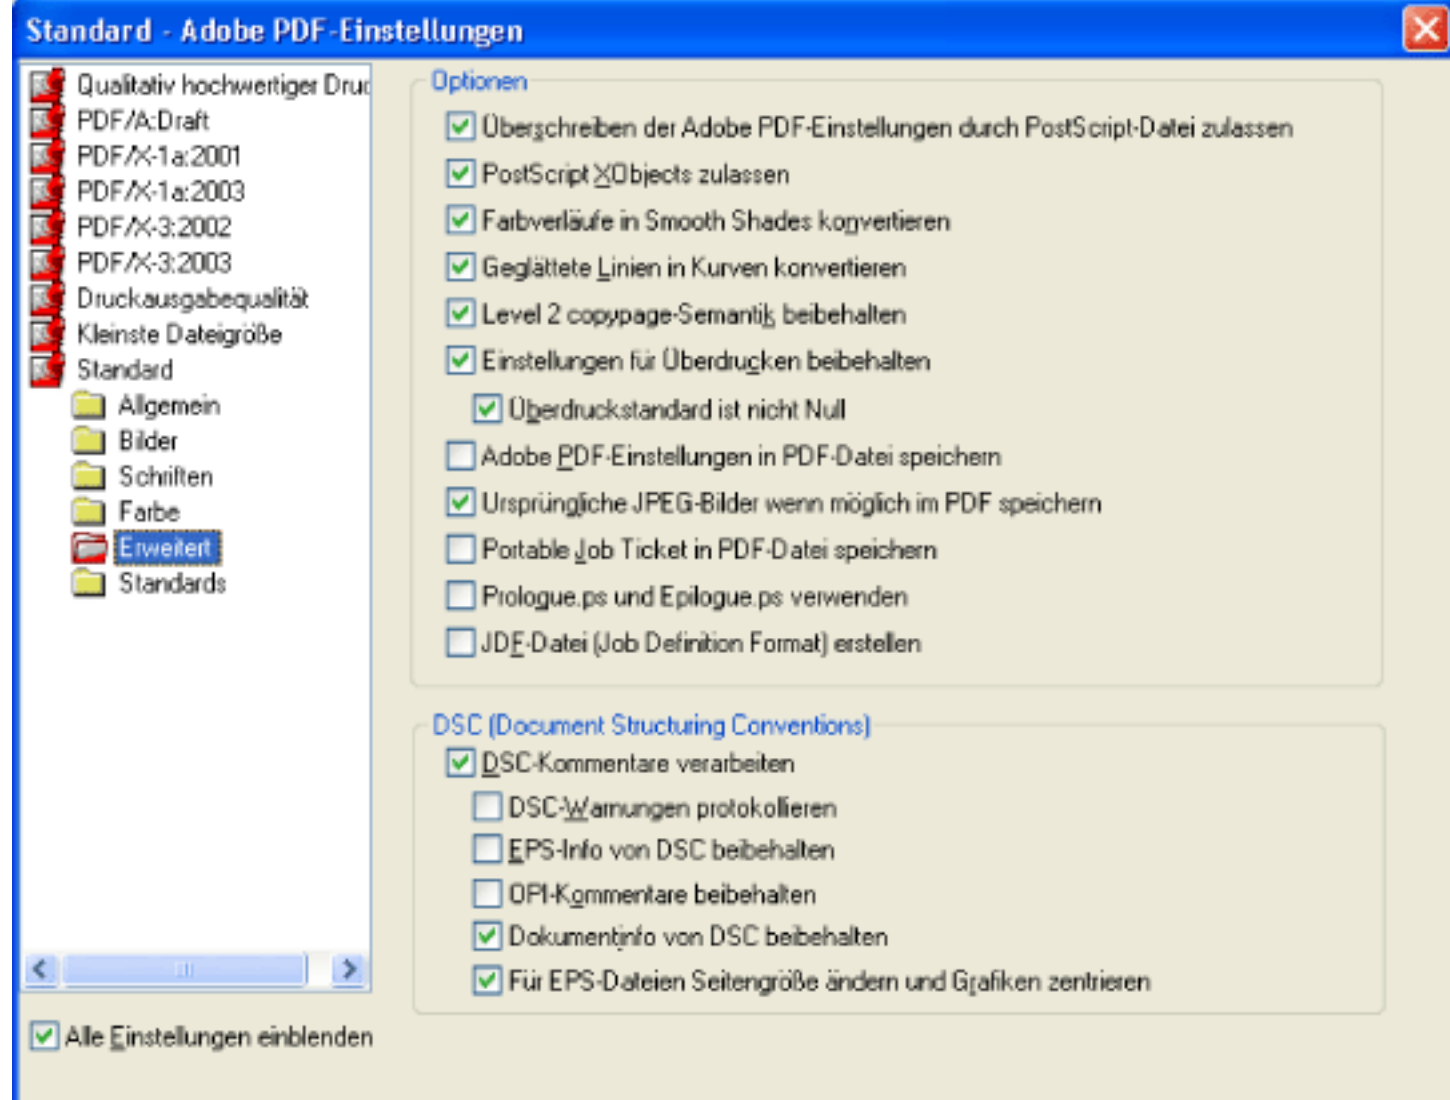 Standard - Adobe PDF-Einstellungen
Qualitativ hochwertiger Druc
PDF/A:Draft
PDF/X-1a:2001
PDF/X-1a:2003
PDF/X-3:2002
PDF/X-3:2003
Druckausgabequalität
Kleinste Dateigröße
Standard
Allgemein
Bilder
Schriften
Farbe
Erweitert
Standards
Alle Einstellungen einblenden
Optionen
Überschreiben der Adobe PDF-Einstellungen durch PostScript-Datei zulassen
PostScript XObjects zulassen
Farbverläufe in Smooth Shades konvertieren
Geglättete Linien in Kurven konvertieren
Level 2 copypage-Semantik beibehalten
Einstellungen für Überdrucken beibehalten
Überdruckstandard ist nicht Null
Adobe PDF-Einstellungen in PDF-Datei speichern
Ursprüngliche JPEG-Bilder wenn möglich im PDF speichern
Portable Job Ticket in PDF-Datei speichern
Prologue.ps und Epilogue.ps verwenden
JDF-Datei (Job Definition Format) erstellen
DSC (Document Structuring Conventions)
DSC-Kommentare verarbeiten
DSC-Warnungen protokollieren
EPS-Info von DSC beibehalten
OPI-Kommentare beibehalten
Dokumentinfo von DSC beibehalten
Für EPS-Dateien Seitengröße ändern und Grafiken zentrieren